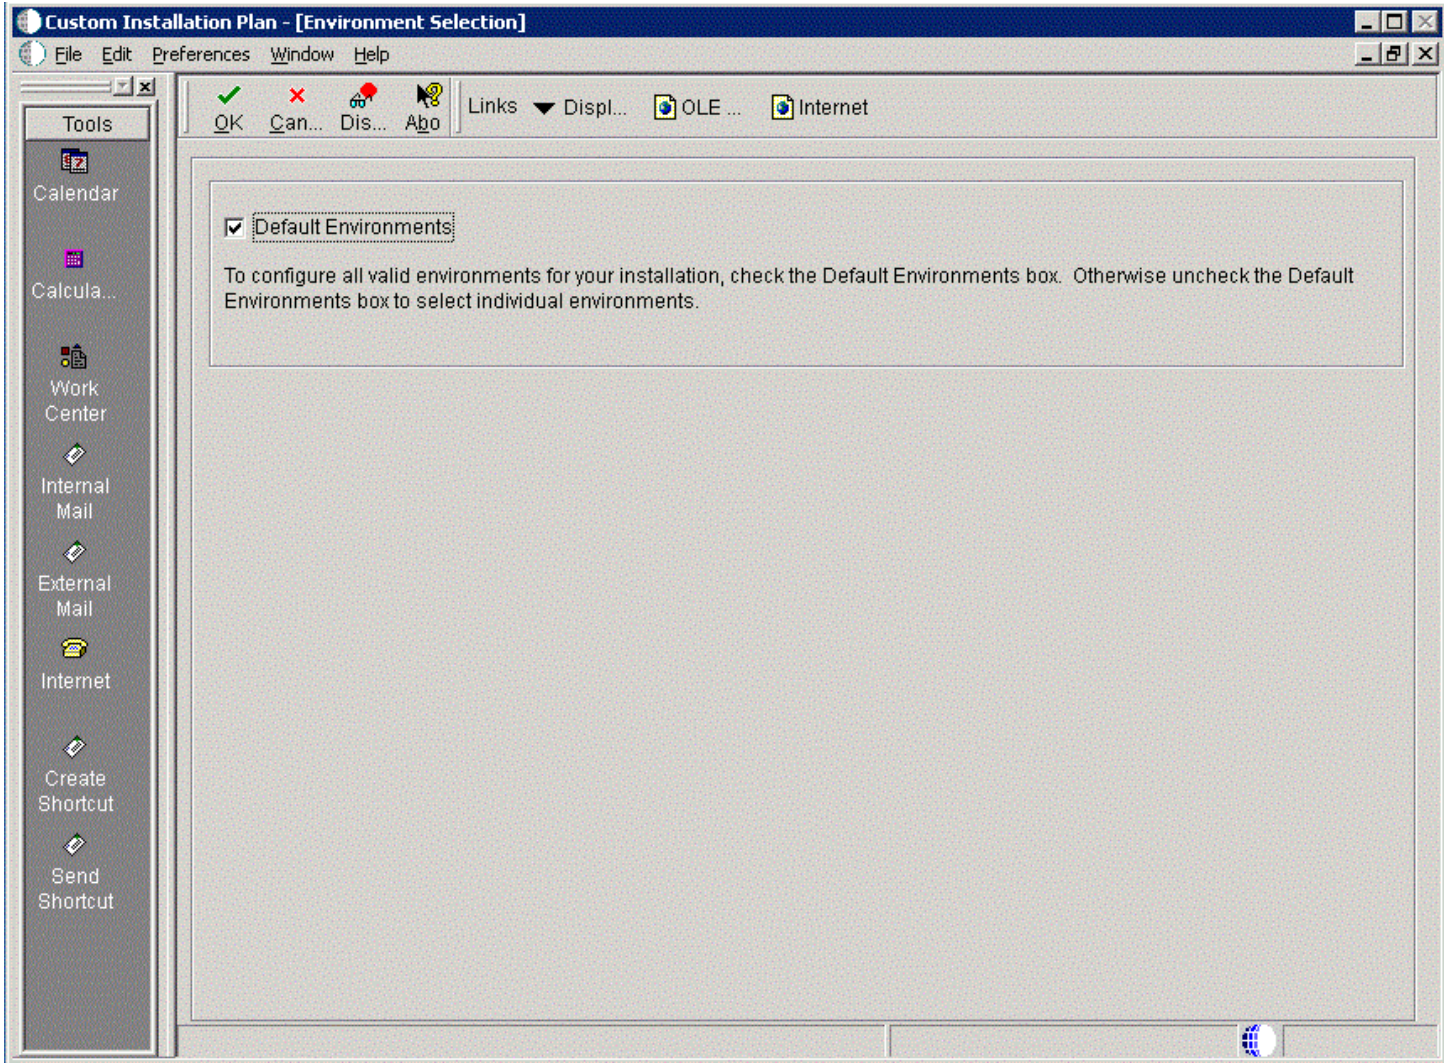 Custom Installation Plan - [Environment Selection]
File Edit Preferences Window Help
Tools
Calendar
Calcula...
Work
Center
Internal
Mail
External
Mail
Internet
Create
Shortcut
Send
Shortcut
OK Can... Dis... Abo Links Displ... OLE ... Internet
Default Environments
To configure all valid environments for your installation, check the Default Environments box. Otherwise uncheck the Default
Environments box to select individual environments.